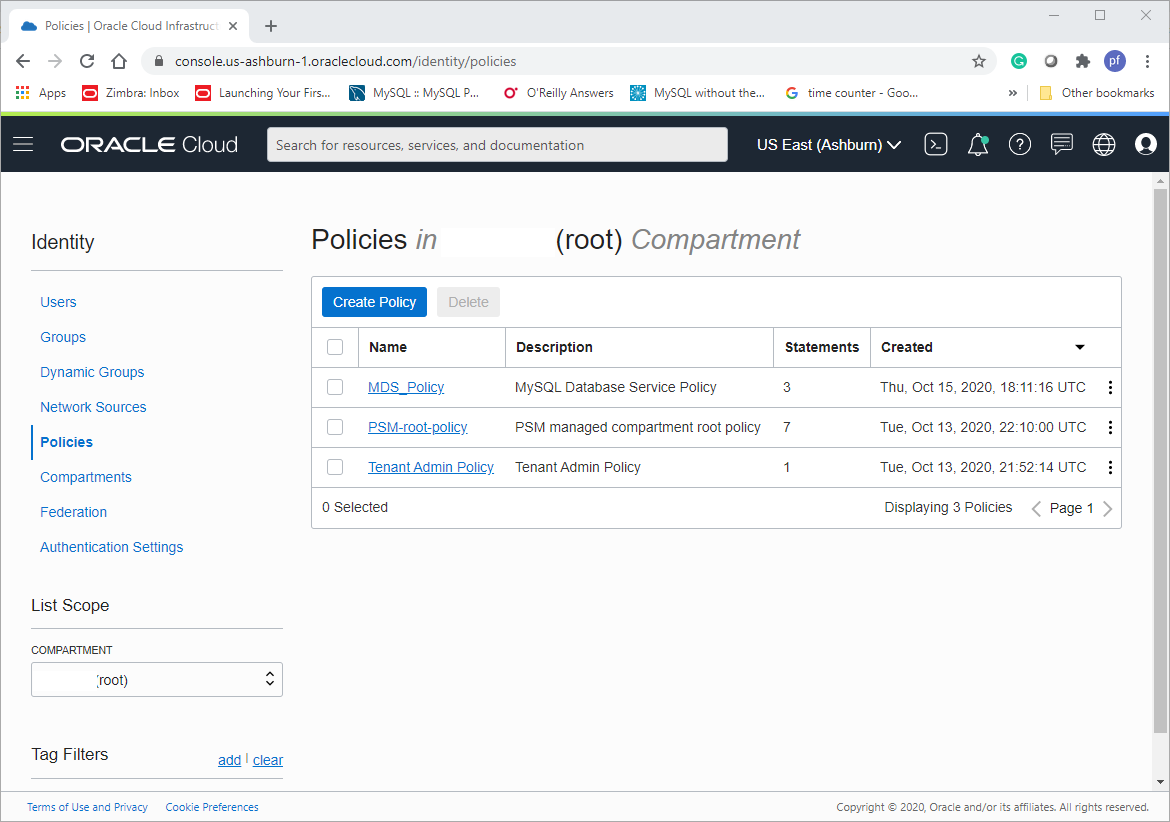 Policies | Oracle Cloud Infrastruct
console.us-ashburn-1.oraclecloud.com/identity/policies
G
pf
Apps Zimbra: Inbox Launching Your Firs... MySQL :: MySQL P... O'Reilly Answers MySQL without the... time counter - Goo... » Other bookmarks
ORACLE Cloud Search for resources, services, and documentation US East (Ashburn)
Identity
Users
Groups
Dynamic Groups
Network Sources
Policies
Compartments
Federation
Authentication Settings
List Scope
COMPARTMENT
(root)
Tag Filters add | clear
Policies in (root) Compartment
Create Policy Delete
Name Description Statements Created
MDS_Policy MySQL Database Service Policy 3 Thu, Oct 15, 2020, 18:11:16 UTC
PSM-root-policy PSM managed compartment root policy 7 Tue, Oct 13, 2020, 22:10:00 UTC
Tenant Admin Policy Tenant Admin Policy 1 Tue, Oct 13, 2020, 21:52:14 UTC
0 Selected Displaying 3 Policies Page 1
Terms of Use and Privacy Cookie Preferences Copyright © 2020, Oracle and/or its affiliates. All rights reserved.